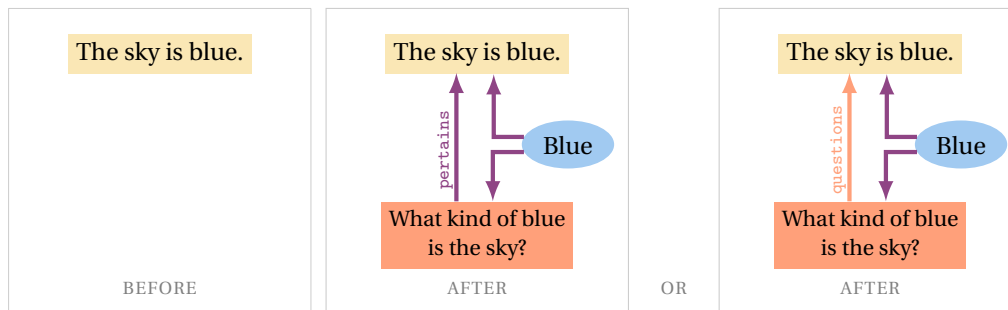 The sky is blue.
BEFORE
The sky is blue.
pertains
Blue
What kind of blue
is the sky?
AFTER
OR
The sky is blue.
questions
Blue
What kind of blue
is the sky?
AFTER